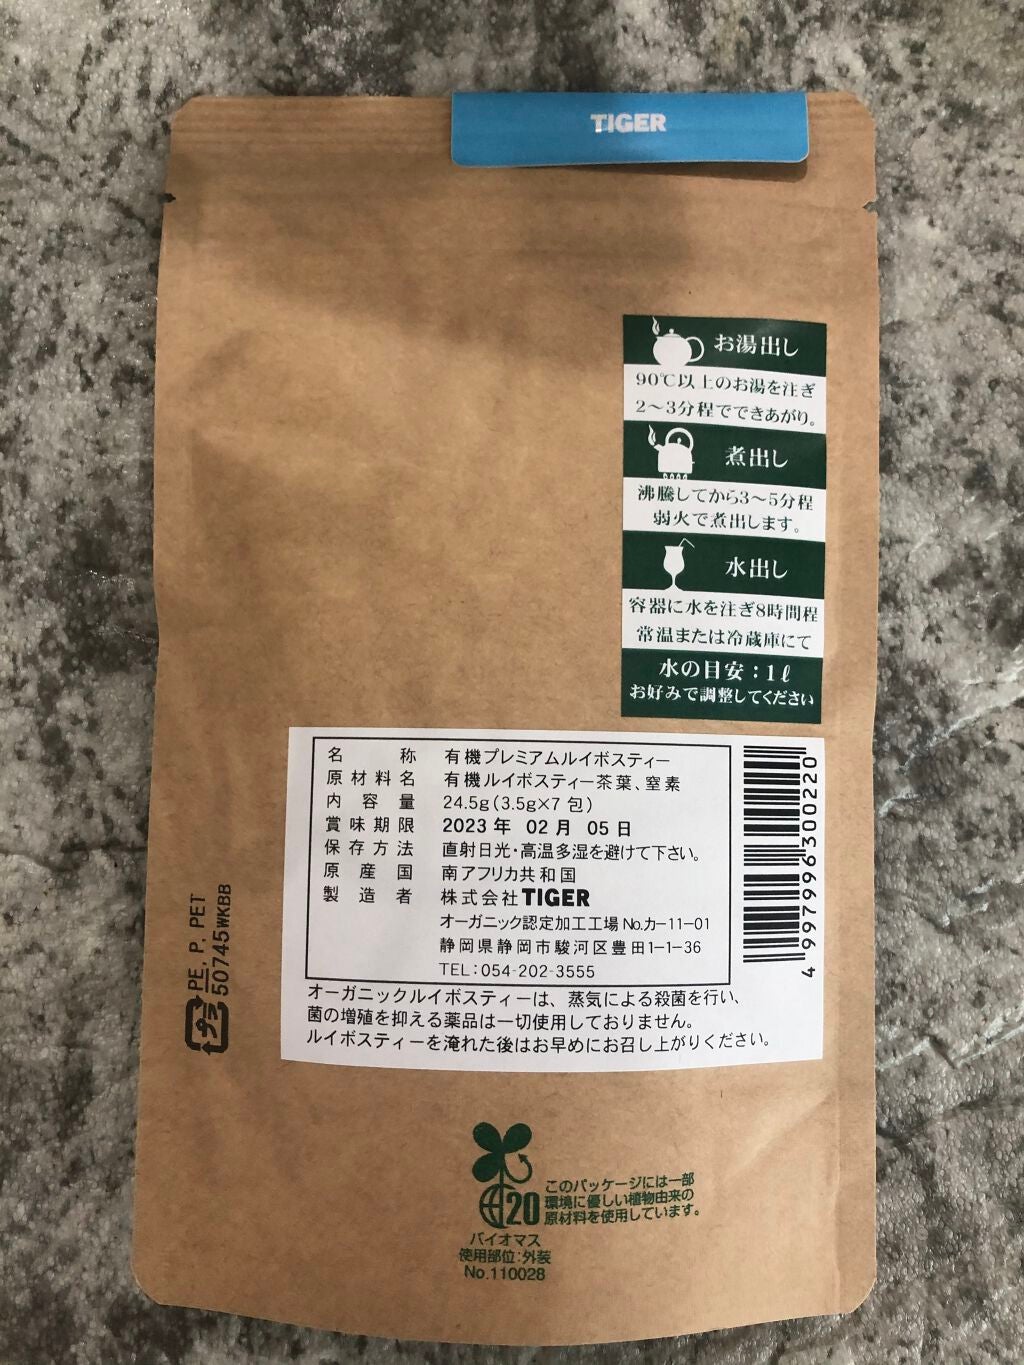 TIGER
お湯出し
90℃以上のお湯を注ぎ
2〜3分程でできあがり。
煮出し
沸騰してから3〜5分程
弱火で煮出します。
水出し
容器に水を注ぎ8時間程
常温または冷蔵庫にて
水の目安：1ℓ
お好みで調整してください
名称 有機プレミアムルイボスティー
原材料名 有機ルイボスティー茶葉、窒素
内容量 24.5g(3.5g×7包)
賞味期限 2023年 02月 05日
保存方法 直射日光・高温多湿を避けて下さい。
原産国 南アフリカ共和国
製造者 株式会社TIGER
オーガニック認定加工工場No.カー11-01
静岡県静岡市駿河区豊田1-1-36
TEL:054-202-3555
オーガニックルイボスティーは、蒸気による殺菌を行い、
菌の増殖を抑える薬品は一切使用しておりません。
ルイボスティーを淹れた後はお早めにお召し上がりください。
4997996300220
プラ
PE, P, PET
50745WKBB
20
このパッケージには一部
環境に優しい植物由来の
原材料を使用しています。
バイオマス
使用部位:外装
No.110028